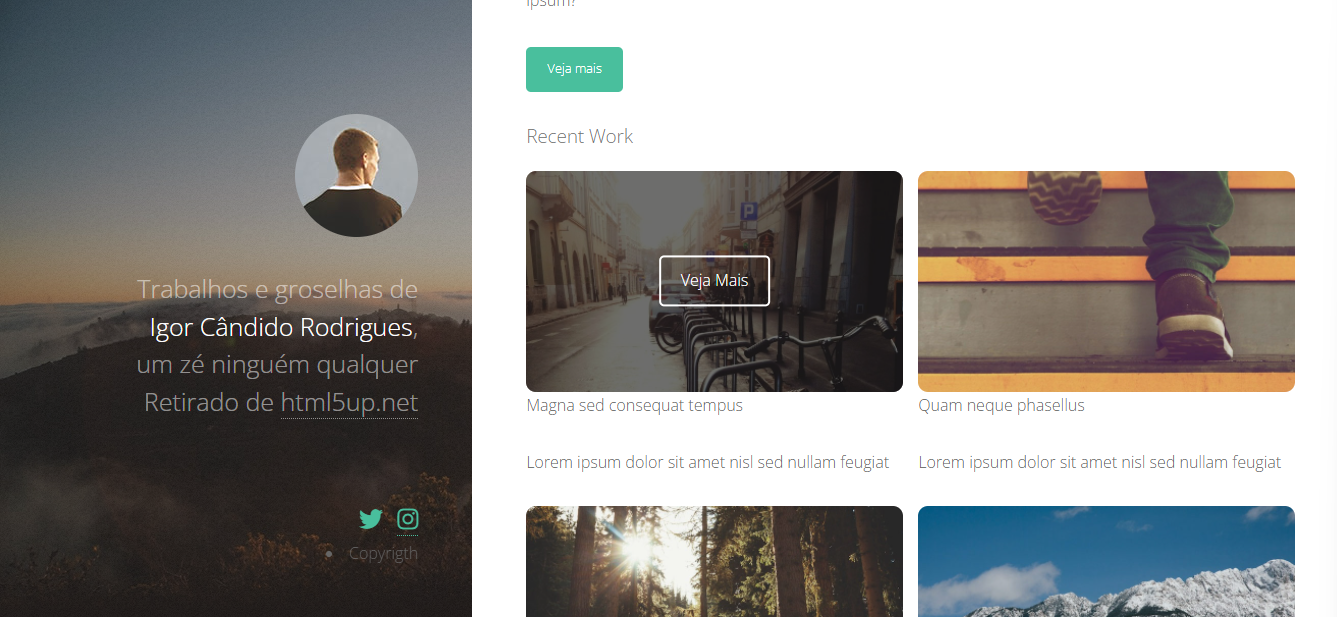 ipsum?
Veja mais
Recent Work
Trabalhos e groselhas de
Igor Cândido Rodrigues,
um zé ninguém qualquer
Retirado de html5up.net
Copyrigth
P
Veja Mais
Magna sed consequat tempus
Quam neque phasellus
Lorem ipsum dolor sit amet nisl sed nullam feugiat
Lorem ipsum dolor sit amet nisl sed nullam feugiat